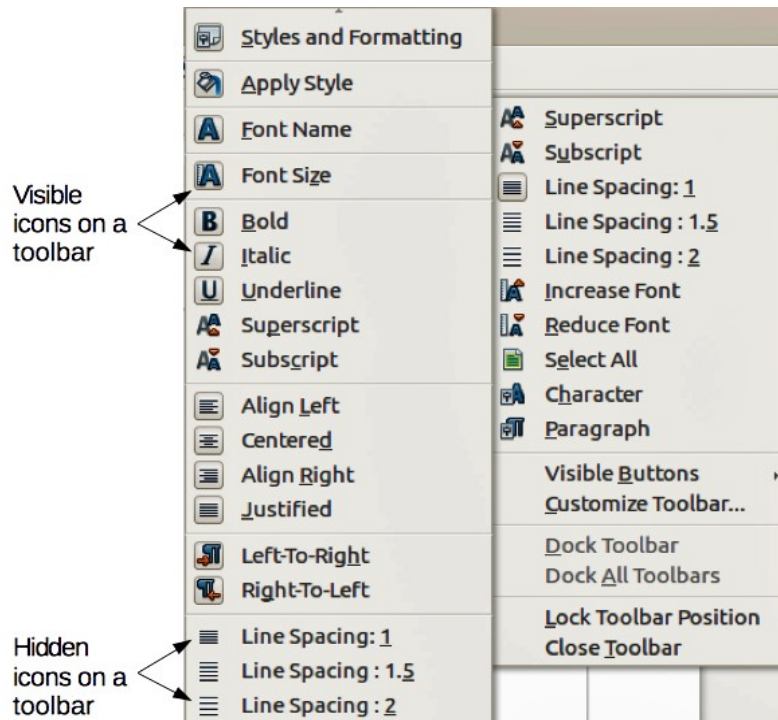 Styles and Formatting
Apply Style
Font Name
Font Size
Bold
Italic
Underline
Superscript
Subscript
Align Left
Centered
Align Right
Justified
Left-To-Right
Right-To-Left
Line Spacing: 1
Line Spacing : 1.5
Line Spacing : 2
Visible
icons on a
toolbar
Hidden
icons on a
toolbar
Superscript
Subscript
Line Spacing: 1
Line Spacing : 1.5
Line Spacing : 2
Increase Font
Reduce Font
Select All
Character
Paragraph
Visible Buttons
Customize Toolbar...
Dock Toolbar
Dock All Toolbars
Lock Toolbar Position
Close Toolbar